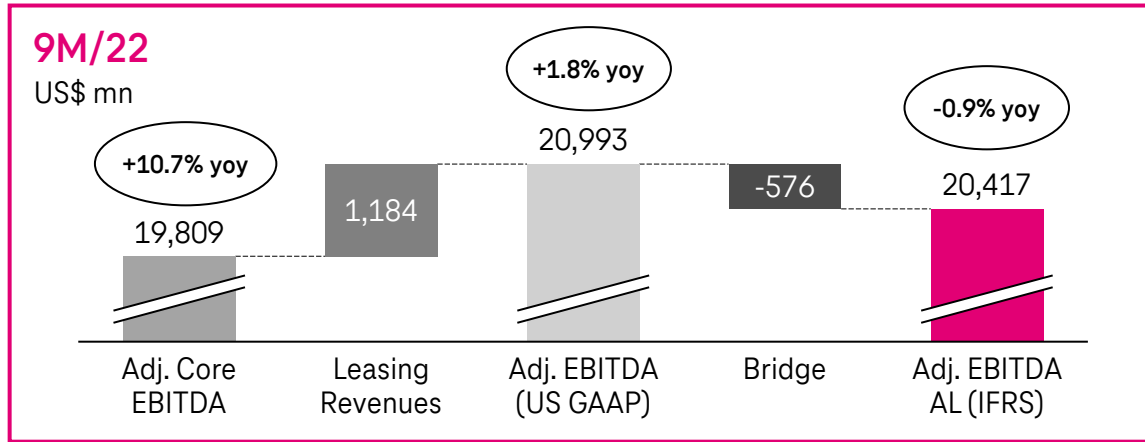 9M/22
US$ mn
+10.7% yoy
+1.8% yoy
-0.9% yoy
19,809
1,184
20,993
-576
20,417
Adj. Core
EBITDA
Leasing
Revenues
Adj. EBITDA
(US GAAP)
Bridge
Adj. EBITDA
AL (IFRS)